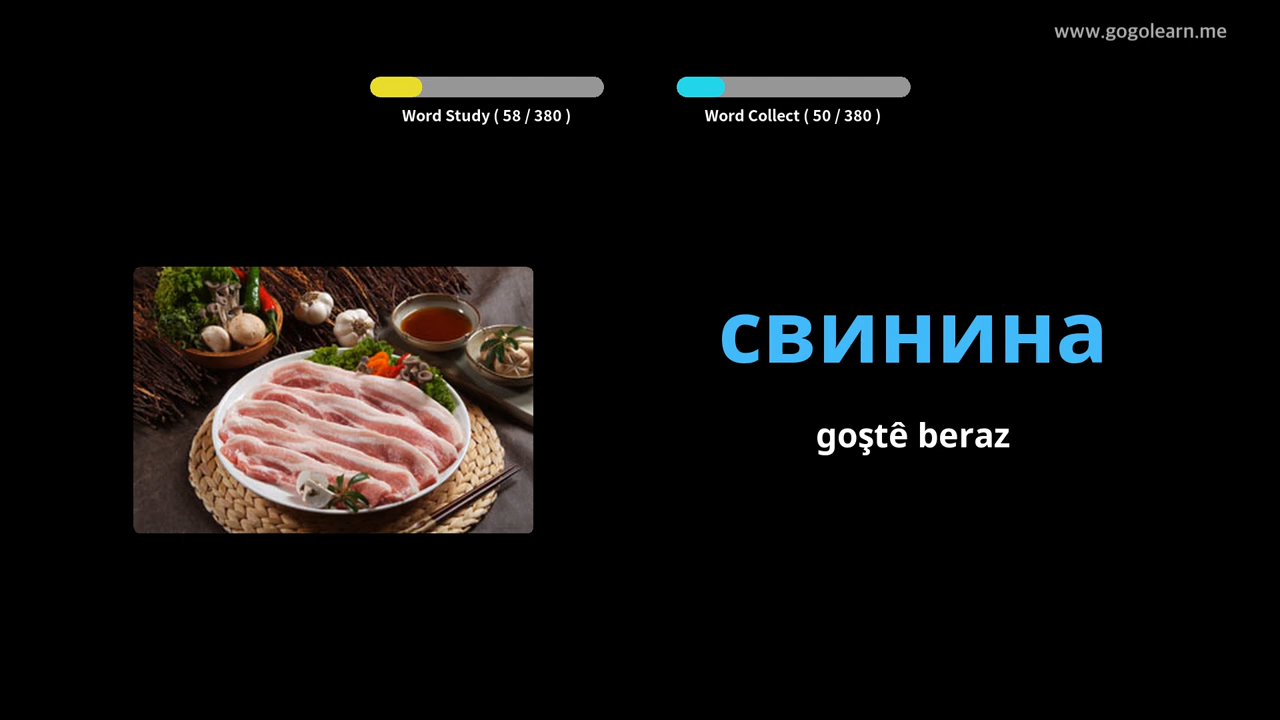 www.gogolearn.me
Word Study ( 58 / 380 )
Word Collect ( 50 / 380 )
свинина
goştê beraz